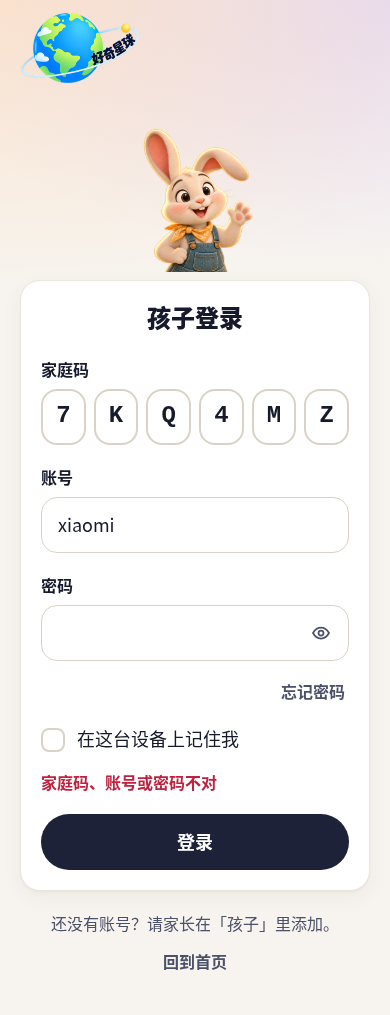 好奇星球
孩子登录
家庭码
7 K Q 4 M Z
账号
xiaomi
密码
忘记密码
在这台设备上记住我
家庭码、账号或密码不对
登录
还没有账号？请家长在「孩子」里添加。
回到首页